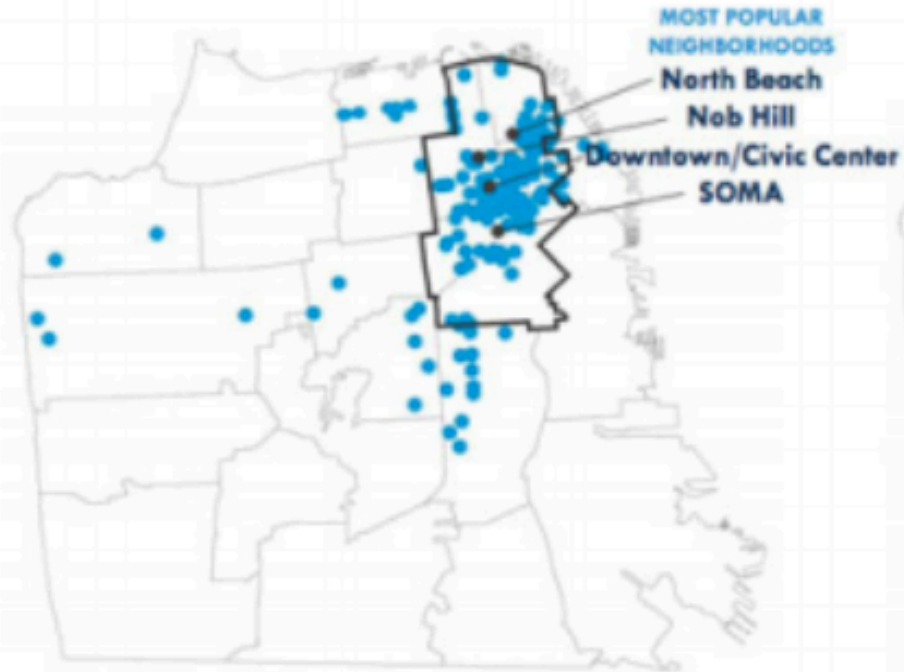 MOST POPULAR
NEIGHBORHOODS
North Beach
Nob Hill
Downtown/Civic Center
SOMA